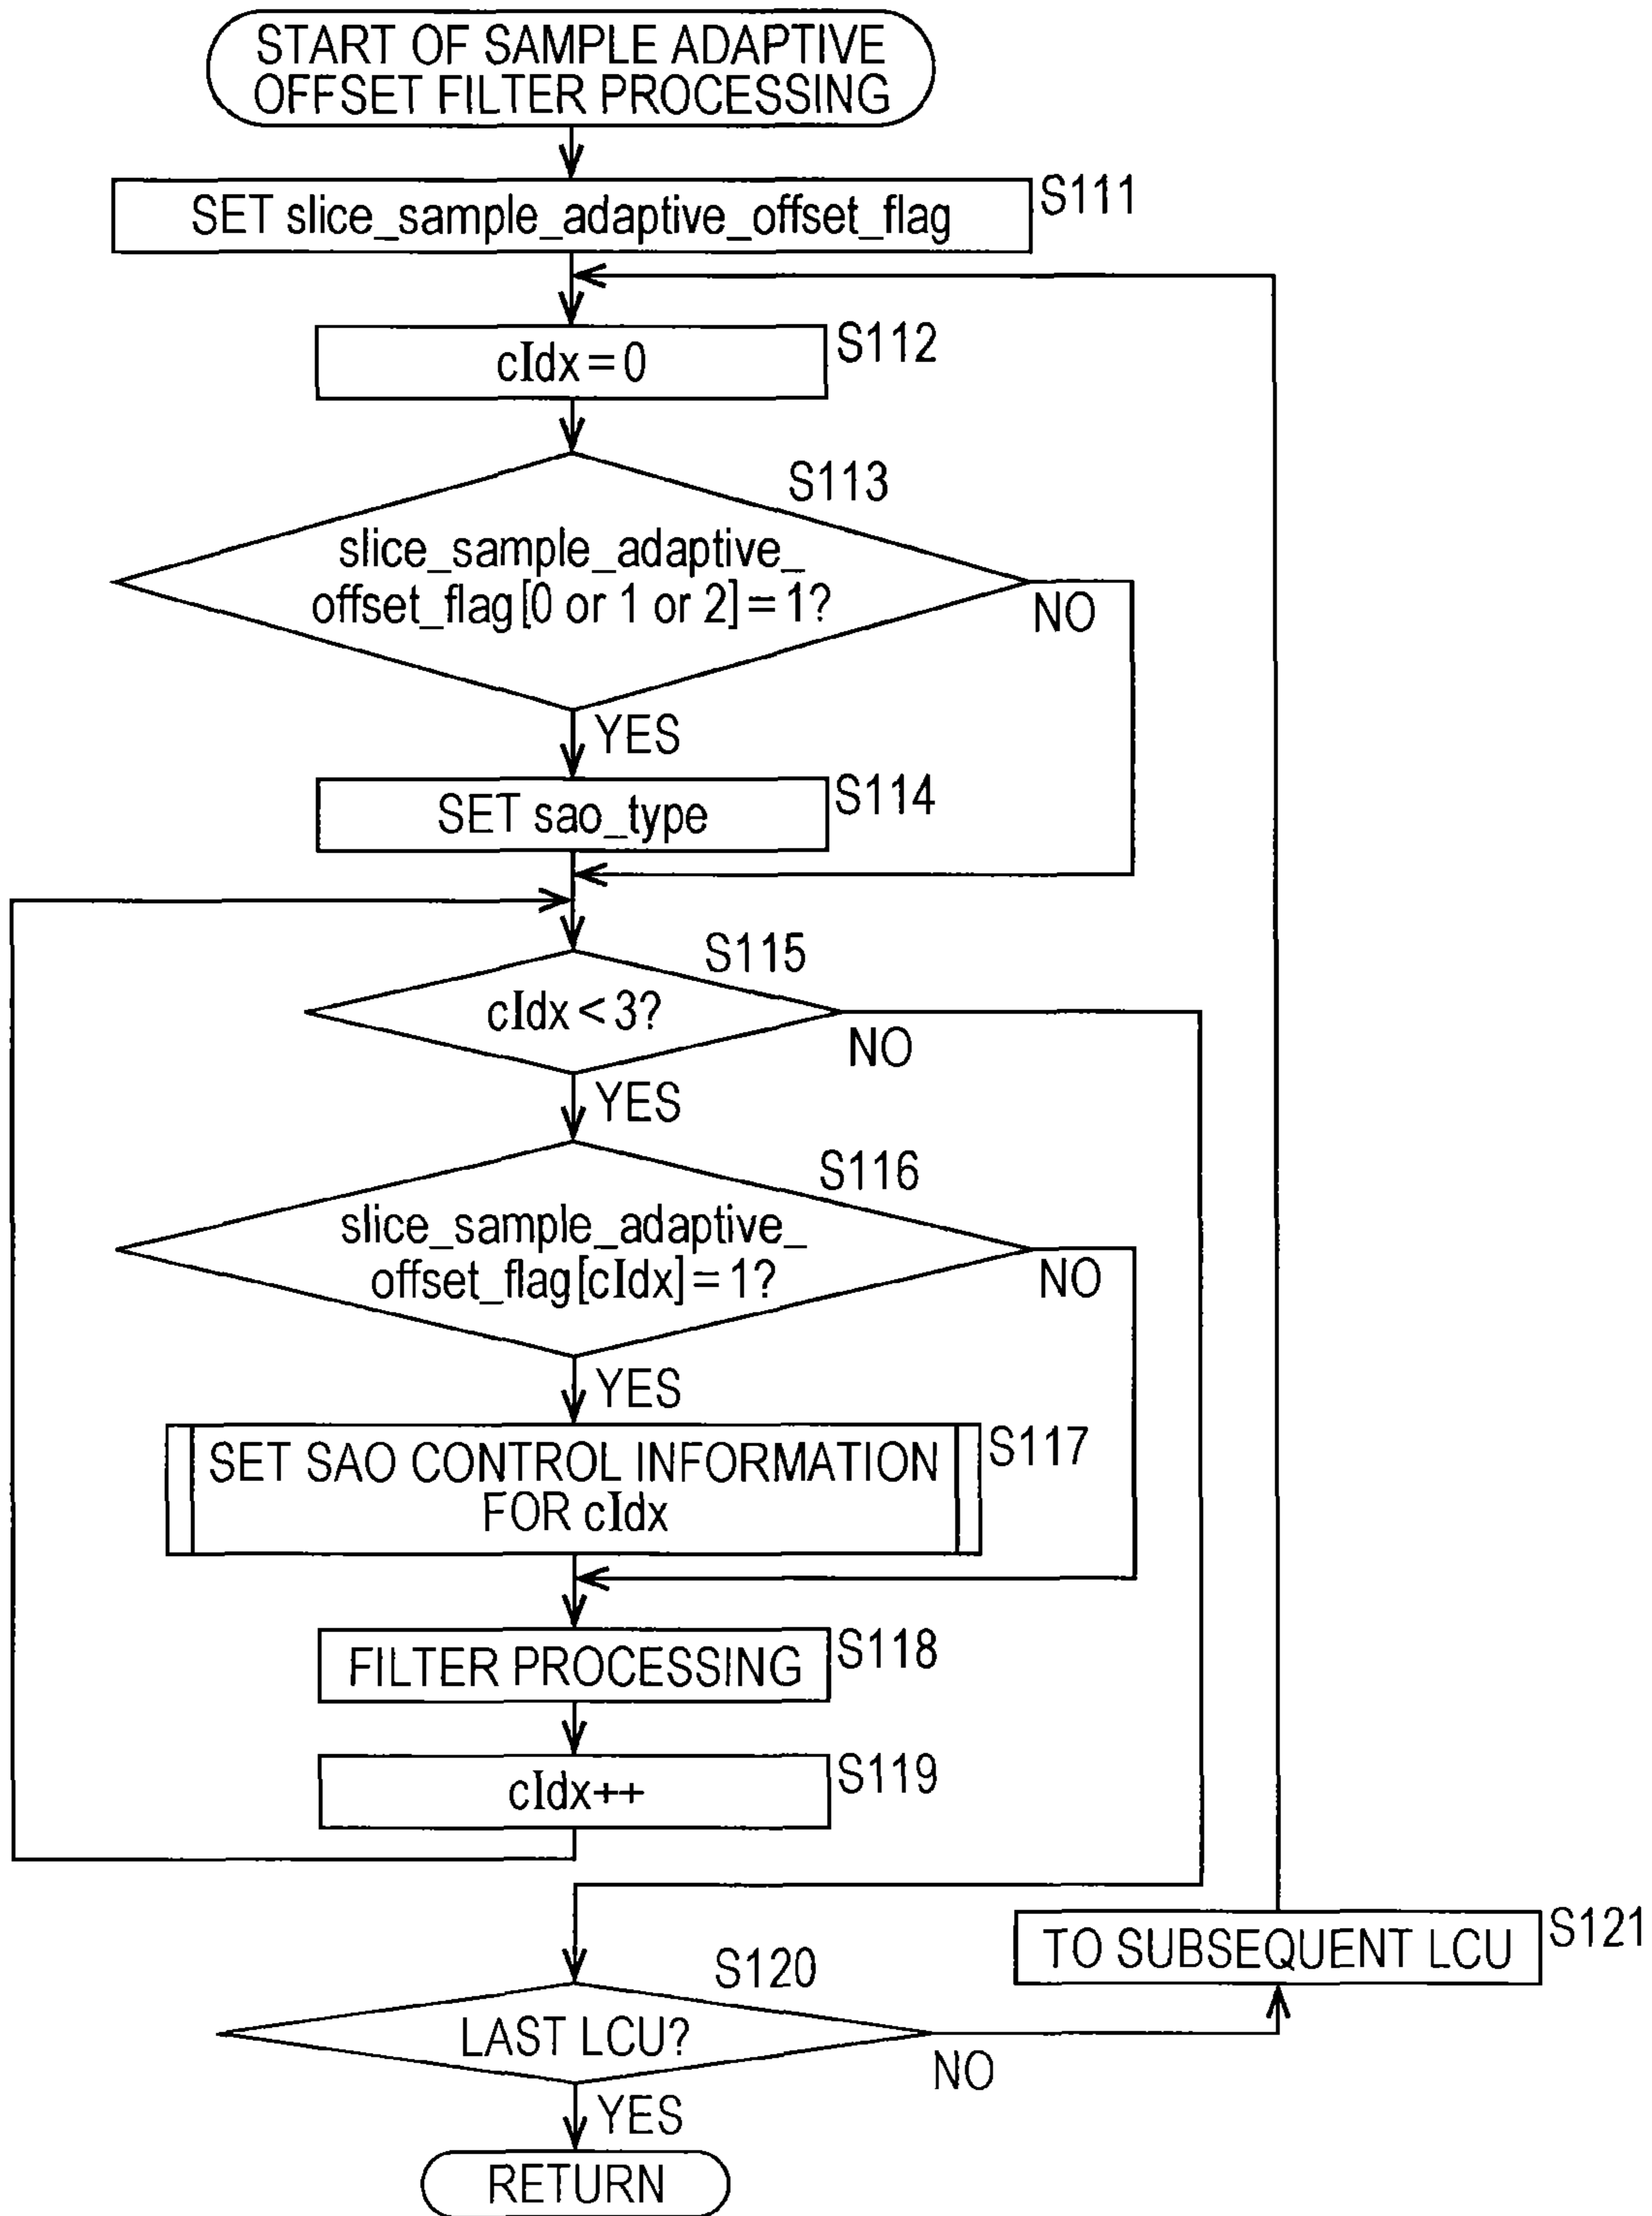 START OF SAMPLE ADAPTIVE
OFFSET FILTER PROCESSING
SET slice_sample_adaptive_offset_flag
S111
cIdx=0
S112
S113
slice_sample_adaptive_
offset_flag[0 or 1 or 2]=1?
NO
YES
SET sao_type
S114
S115
cIdx<3?
NO
YES
S116
slice_sample_adaptive_
offset_flag[cIdx]=1?
NO
YES
SET SAO CONTROL INFORMATION
FOR cIdx
S117
FILTER PROCESSING
S118
cIdx++
S119
TO SUBSEQUENT LCU
S121
S120
LAST LCU?
NO
YES
RETURN